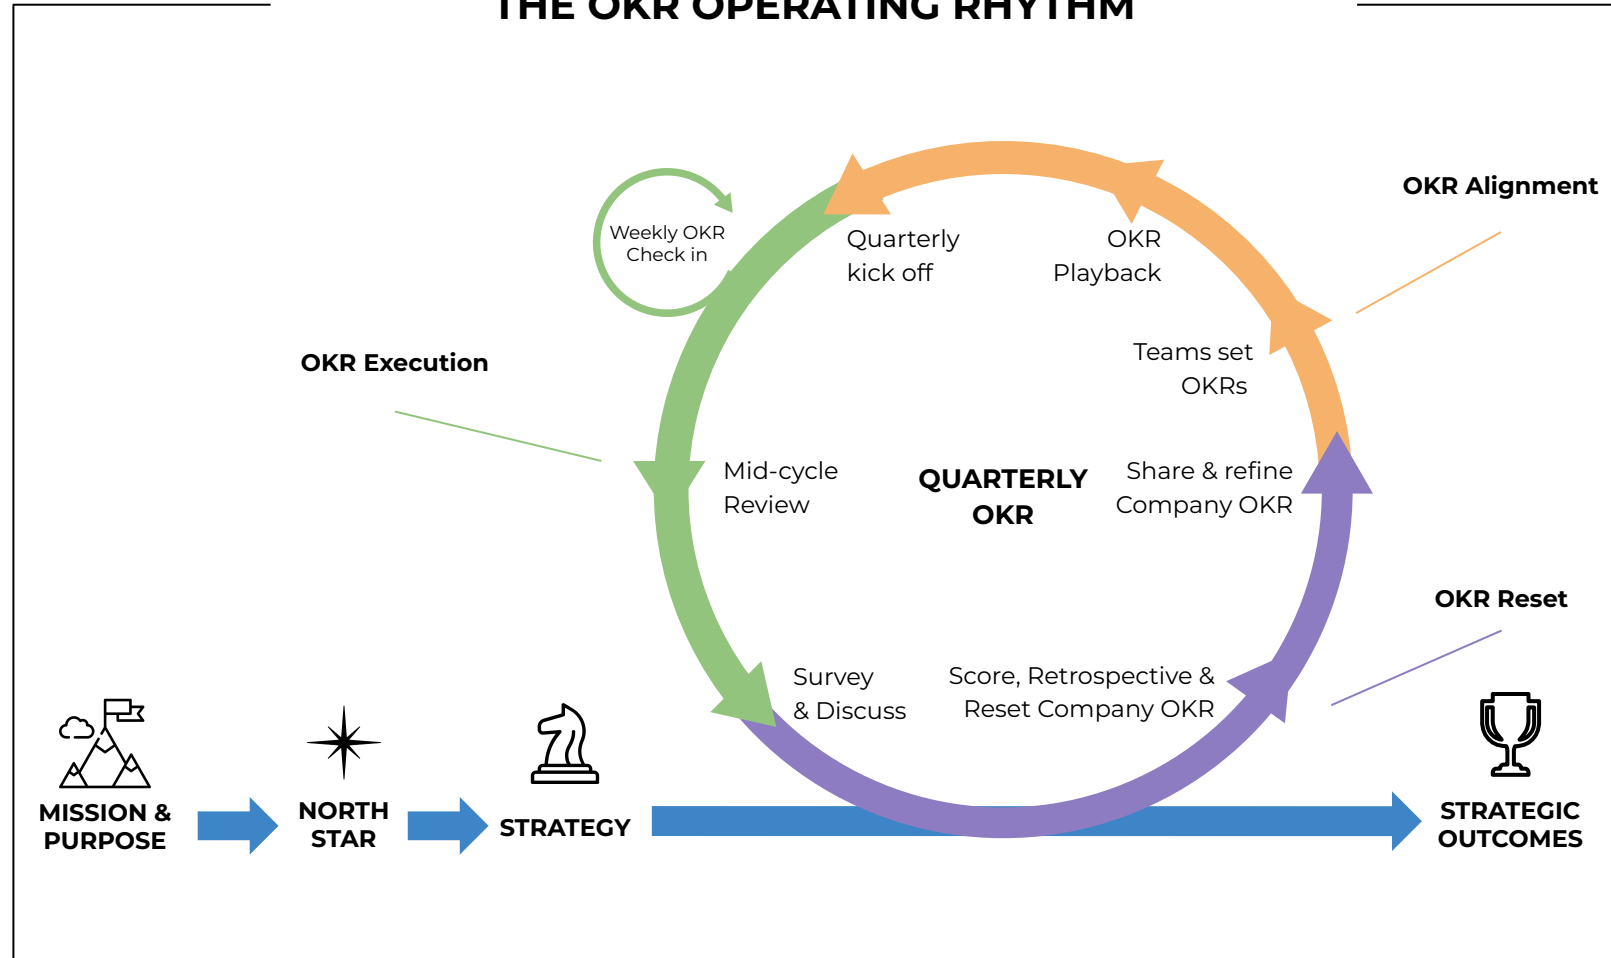 THE OKR OPERATING RHYTHM
OKR Alignment
Weekly OKR
Check in
Quarterly
kick off
OKR
Playback
OKR Execution
Teams set
OKRs
Mid-cycle
Review
QUARTERLY
OKR
Share & refine
Company OKR
OKR Reset
Survey
& Discuss
Score, Retrospective &
Reset Company OKR
MISSION &
PURPOSE
NORTH
STAR
STRATEGY
STRATEGIC
OUTCOMES